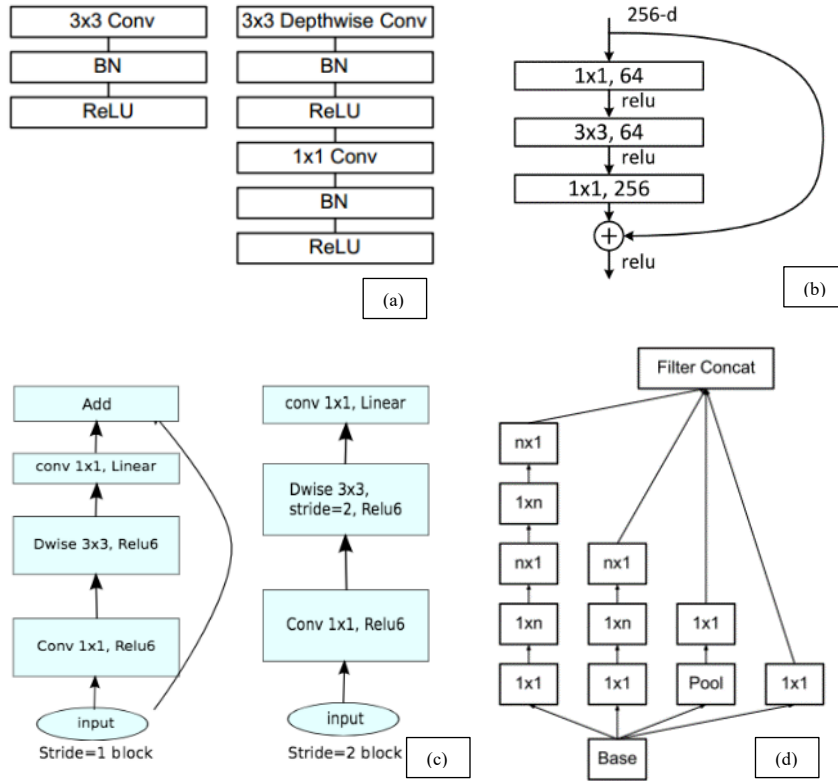 3x3 Conv
BN
ReLU
3x3 Depthwise Conv
BN
ReLU
1x1 Conv
BN
ReLU
(a)
256-d
1x1, 64
relu
3x3, 64
relu
1x1, 256
relu
(b)
Add
conv 1x1, Linear
Dwise 3x3, Relu6
Conv 1x1, Relu6
input
Stride=1 block
conv 1x1, Linear
Dwise 3x3,
stride=2, Relu6
Conv 1x1, Relu6
input
Stride=2 block
(c)
Filter Concat
nx1
1xn
nx1
1xn
1x1
nx1
1xn
1x1
1x1
Pool
1x1
Base
(d)